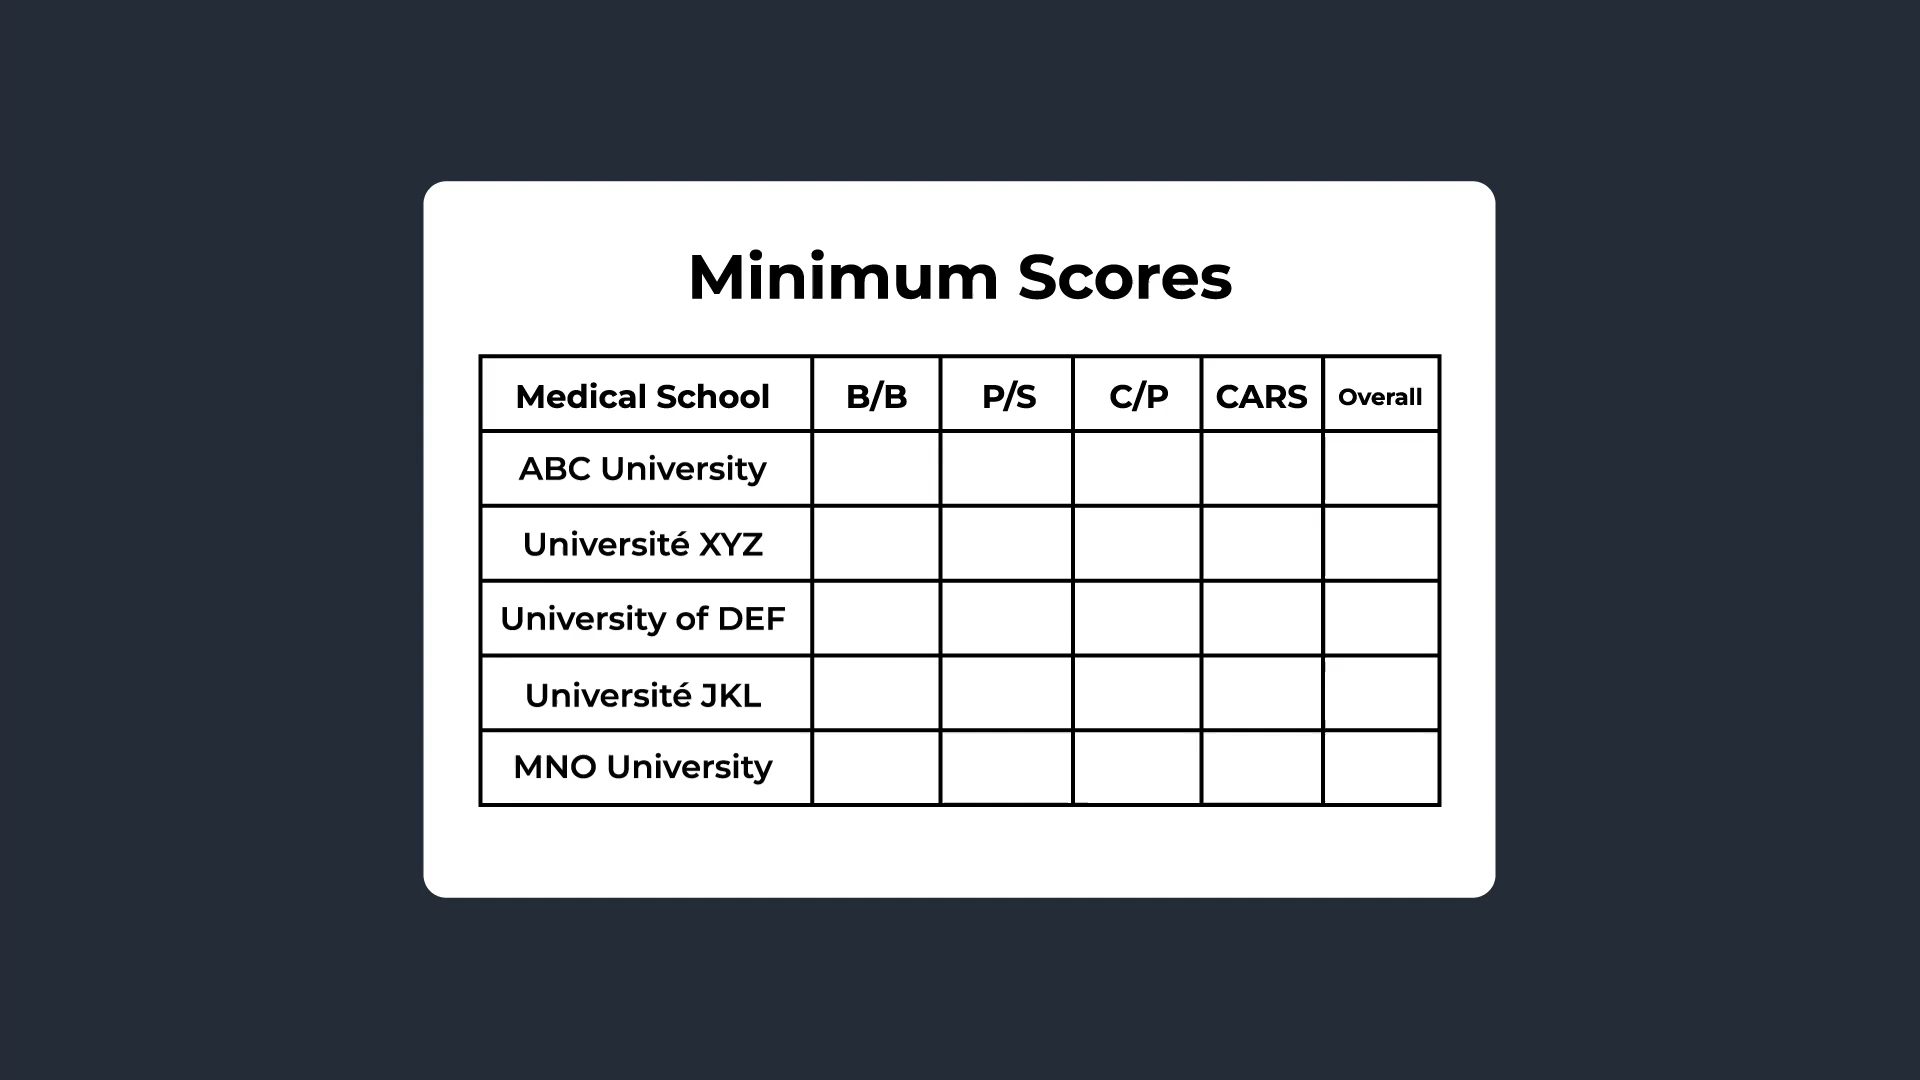 Minimum Scores
Medical School B/B P/S C/P CARS Overall
ABC University
Université XYZ
University of DEF
Université JKL
MNO University